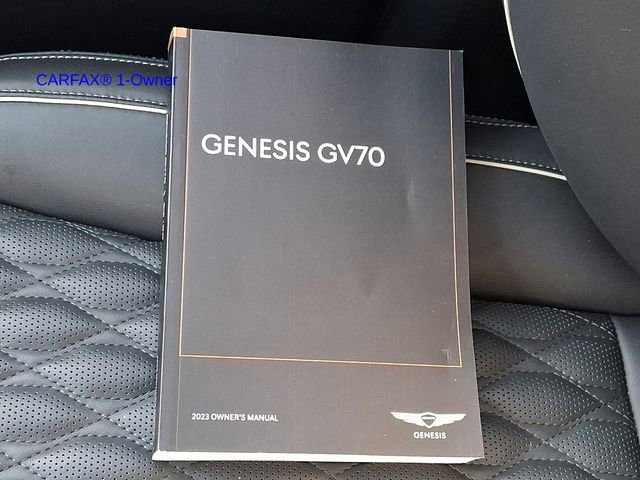 CARFAX® 1-Owner
GENESIS GV70
2023 OWNER'S MANUAL
GENESIS